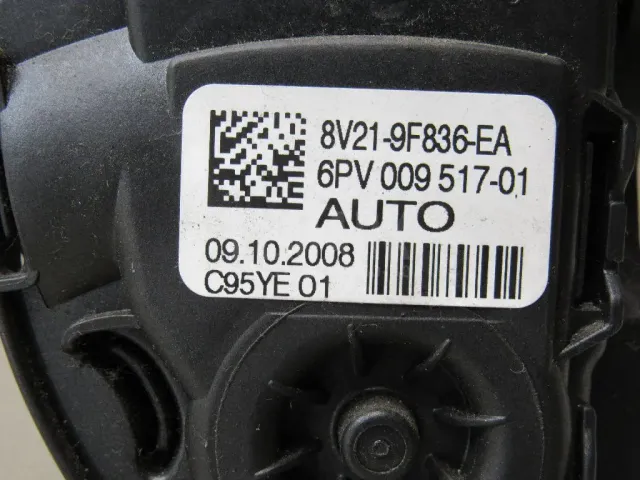 8V21-9F836-EA
6PV 009 517-01
AUTO
09.10.2008
C95YE 01